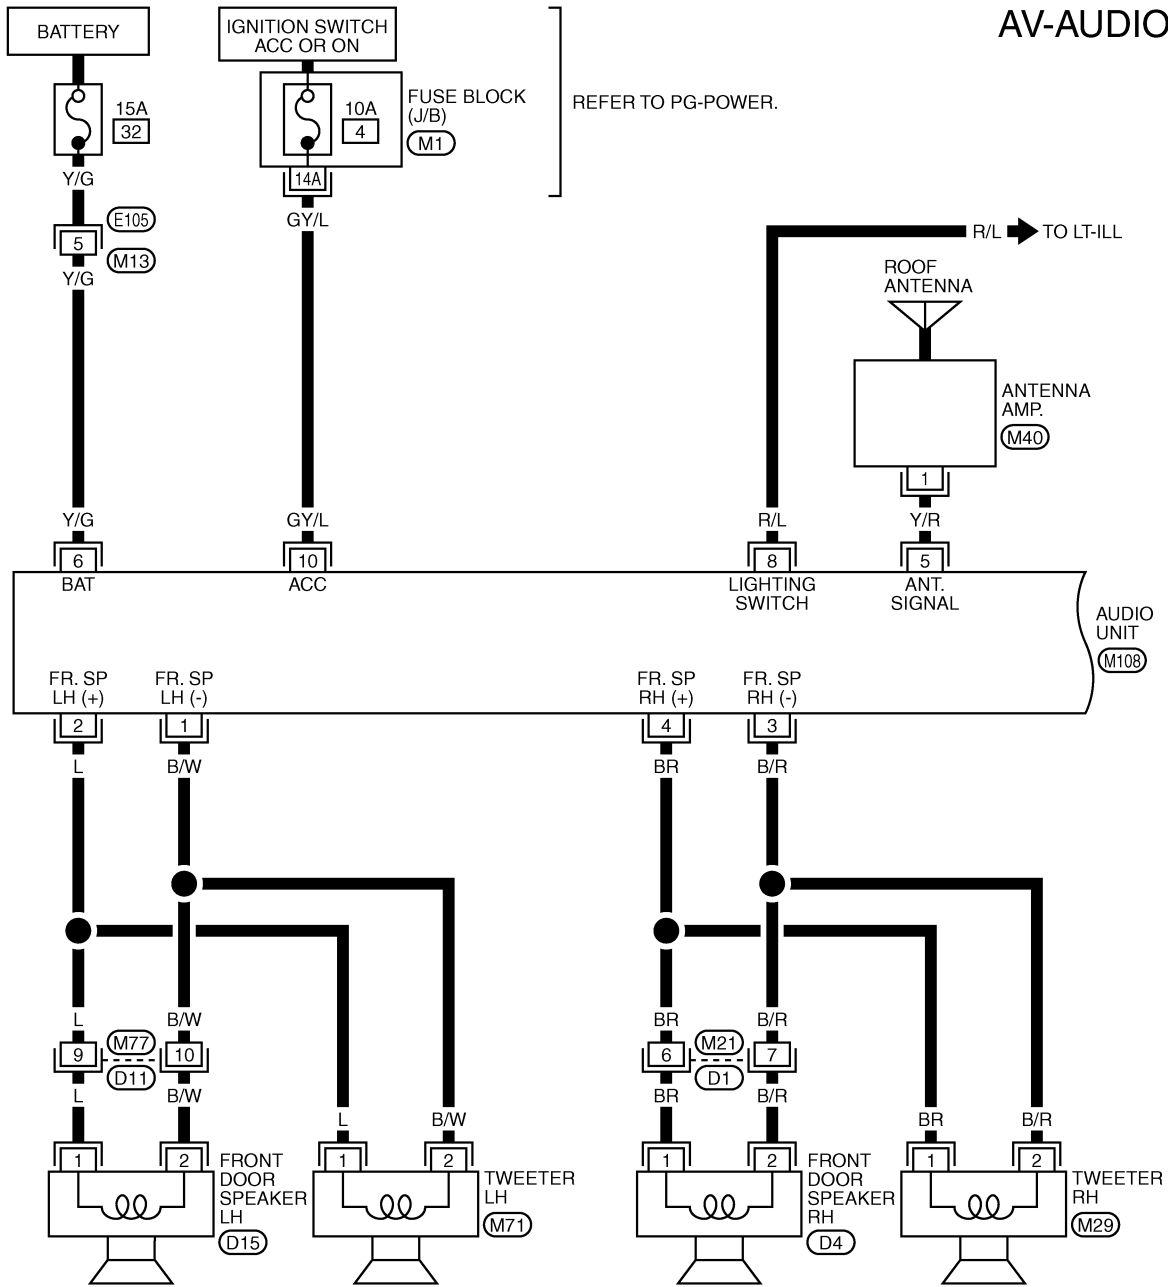 AV-AUDIO
BATTERY
IGNITION SWITCH
ACC OR ON
15A
32
10A
4
FUSE BLOCK
(J/B)
M1
REFER TO PG-POWER.
14A
Y/G
GY/L
E105
5
M13
Y/G
R/L
TO LT-ILL
ROOF
ANTENNA
ANTENNA
AMP.
M40
1
Y/G
GY/L
R/L
Y/R
6
10
8
5
BAT
ACC
LIGHTING
SWITCH
ANT.
SIGNAL
AUDIO
UNIT
M108
FR. SP
LH (+)
FR. SP
LH (-)
FR. SP
RH (+)
FR. SP
RH (-)
2
1
4
3
L
B/W
BR
B/R
L
B/W
BR
B/R
9
M77
D11
10
6
M21
D1
7
L
B/W
BR
B/R
L
B/W
BR
B/R
1
2
FRONT
DOOR
SPEAKER
LH
D15
1
2
TWEETER
LH
M71
1
2
FRONT
DOOR
SPEAKER
RH
D4
1
2
TWEETER
RH
M29